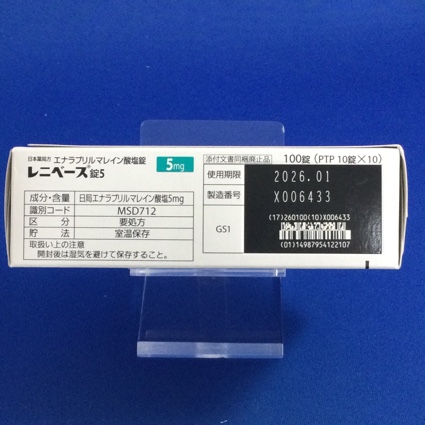 日本薬局方 エナラプリルマレイン酸塩錠
レニベース®錠5
5mg
成分・含量 日局エナラプリルマレイン酸塩5mg
識別コード MSD712
区分 要処方
貯法 室温保存
取扱い上の注意
開封後は湿気を避けて保存すること。
添付文書同梱廃止品 100錠 (PTP 10錠×10)
使用期限 2026.01
製造番号 X006433
(17)260100(10)X006433
GS1
(01)14987954122107